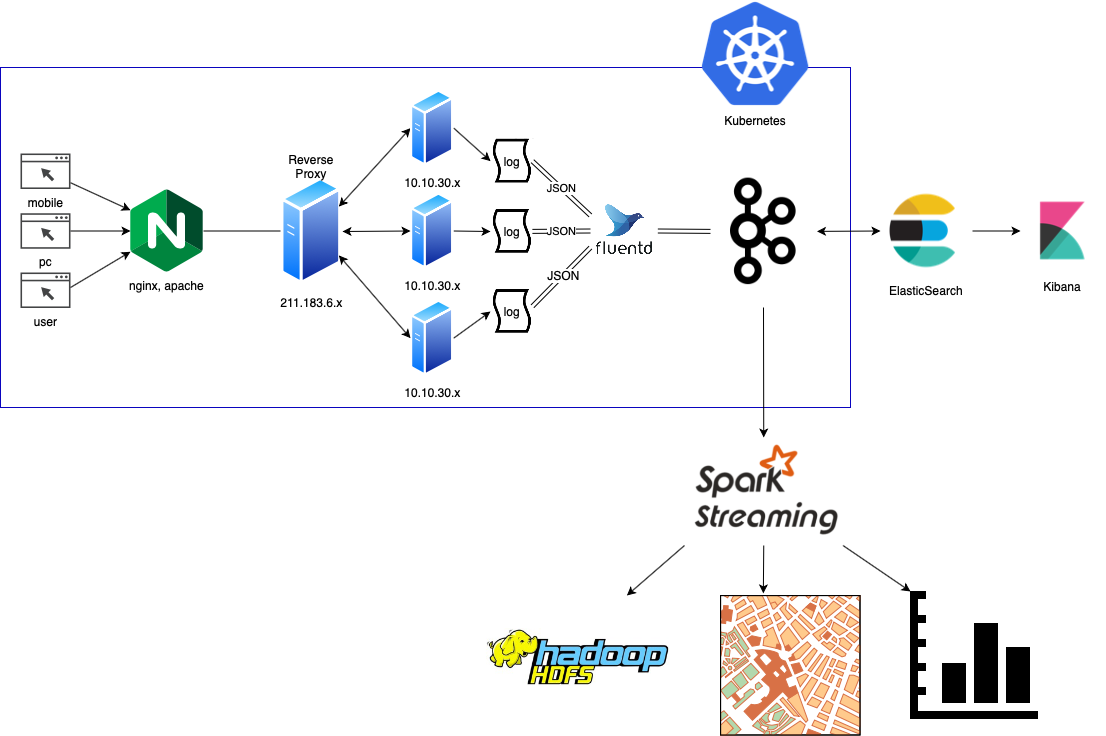 Kubernetes
Reverse
Proxy
mobile
pc
user
N
nginx, apache
211.183.6.x
10.10.30.x
10.10.30.x
10.10.30.x
log
log
log
JSON
JSON
JSON
fluentd
ElasticSearch
Kibana
Spark
Streaming
hadoop
HDFS